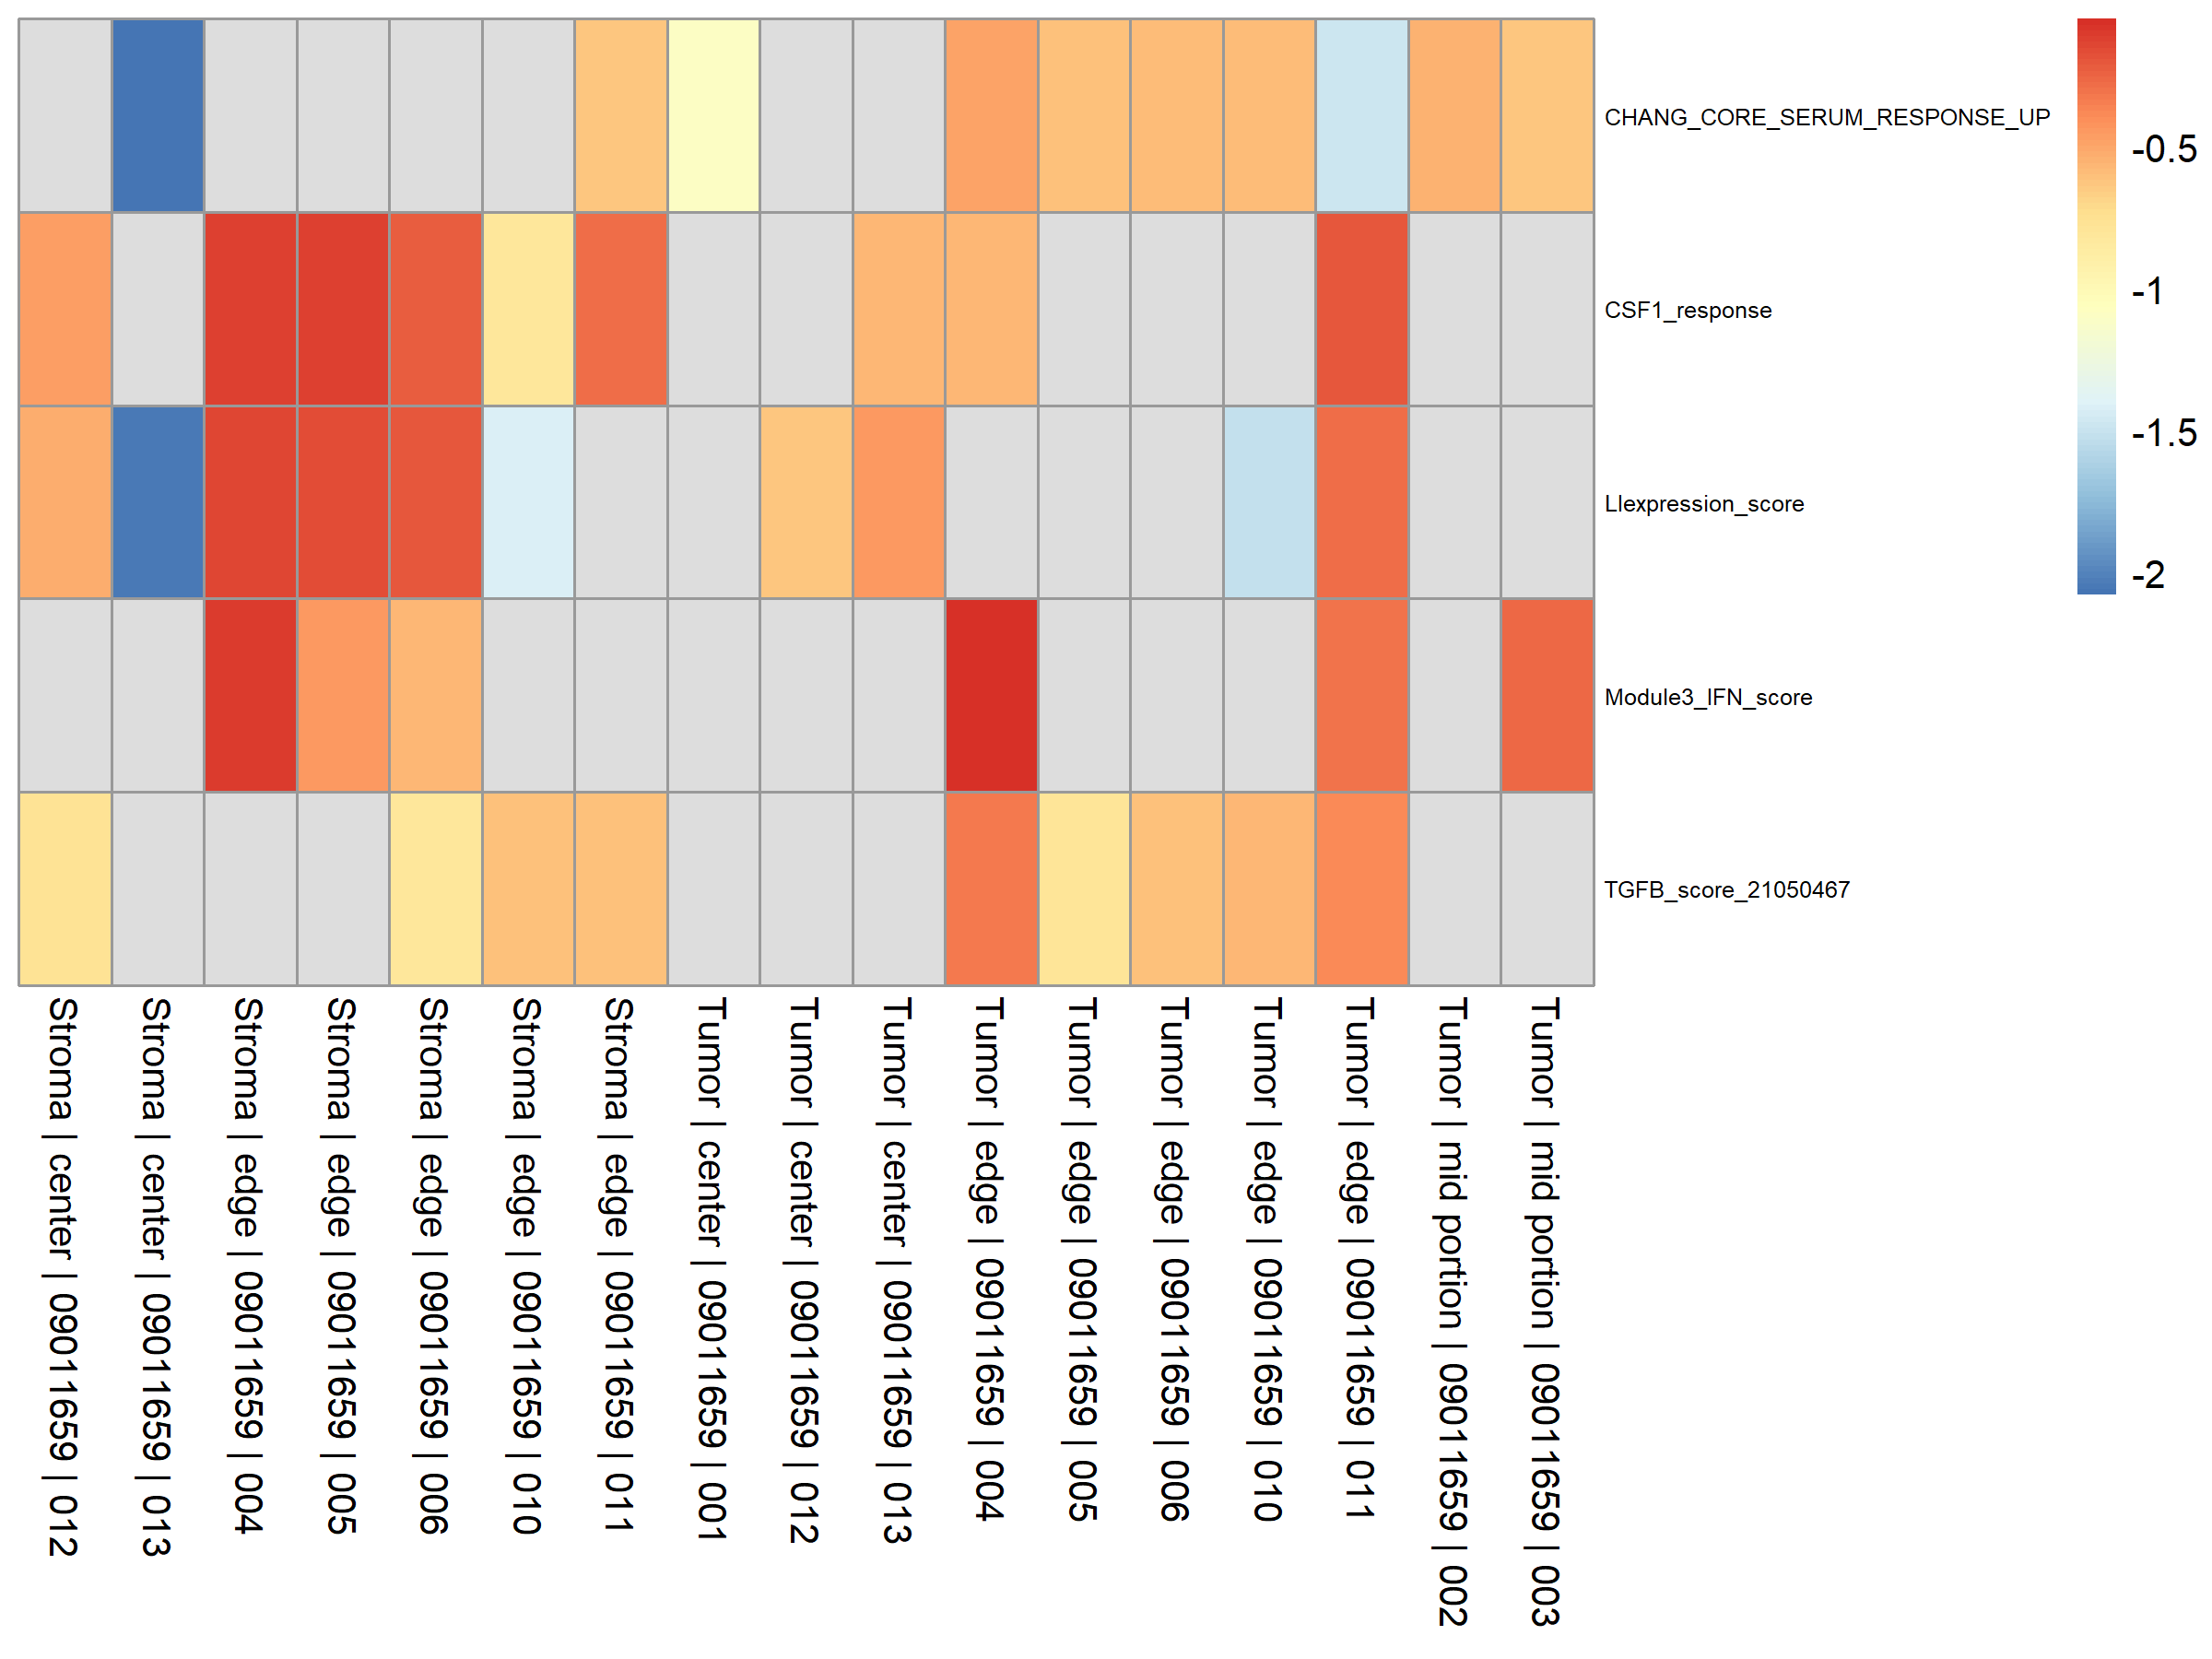 CHANG_CORE_SERUM_RESPONSE_UP
CSF1_response
LIexpression_score
Module3_IFN_score
TGFB_score_21050467
-0.5
-1
-1.5
-2
Stroma | center | 09011659 | 012
Stroma | center | 09011659 | 013
Stroma | edge | 09011659 | 004
Stroma | edge | 09011659 | 005
Stroma | edge | 09011659 | 006
Stroma | edge | 09011659 | 010
Stroma | edge | 09011659 | 011
Tumor | center | 09011659 | 001
Tumor | center | 09011659 | 012
Tumor | center | 09011659 | 013
Tumor | edge | 09011659 | 004
Tumor | edge | 09011659 | 005
Tumor | edge | 09011659 | 006
Tumor | edge | 09011659 | 010
Tumor | edge | 09011659 | 011
Tumor | mid portion | 09011659 | 002
Tumor | mid portion | 09011659 | 003